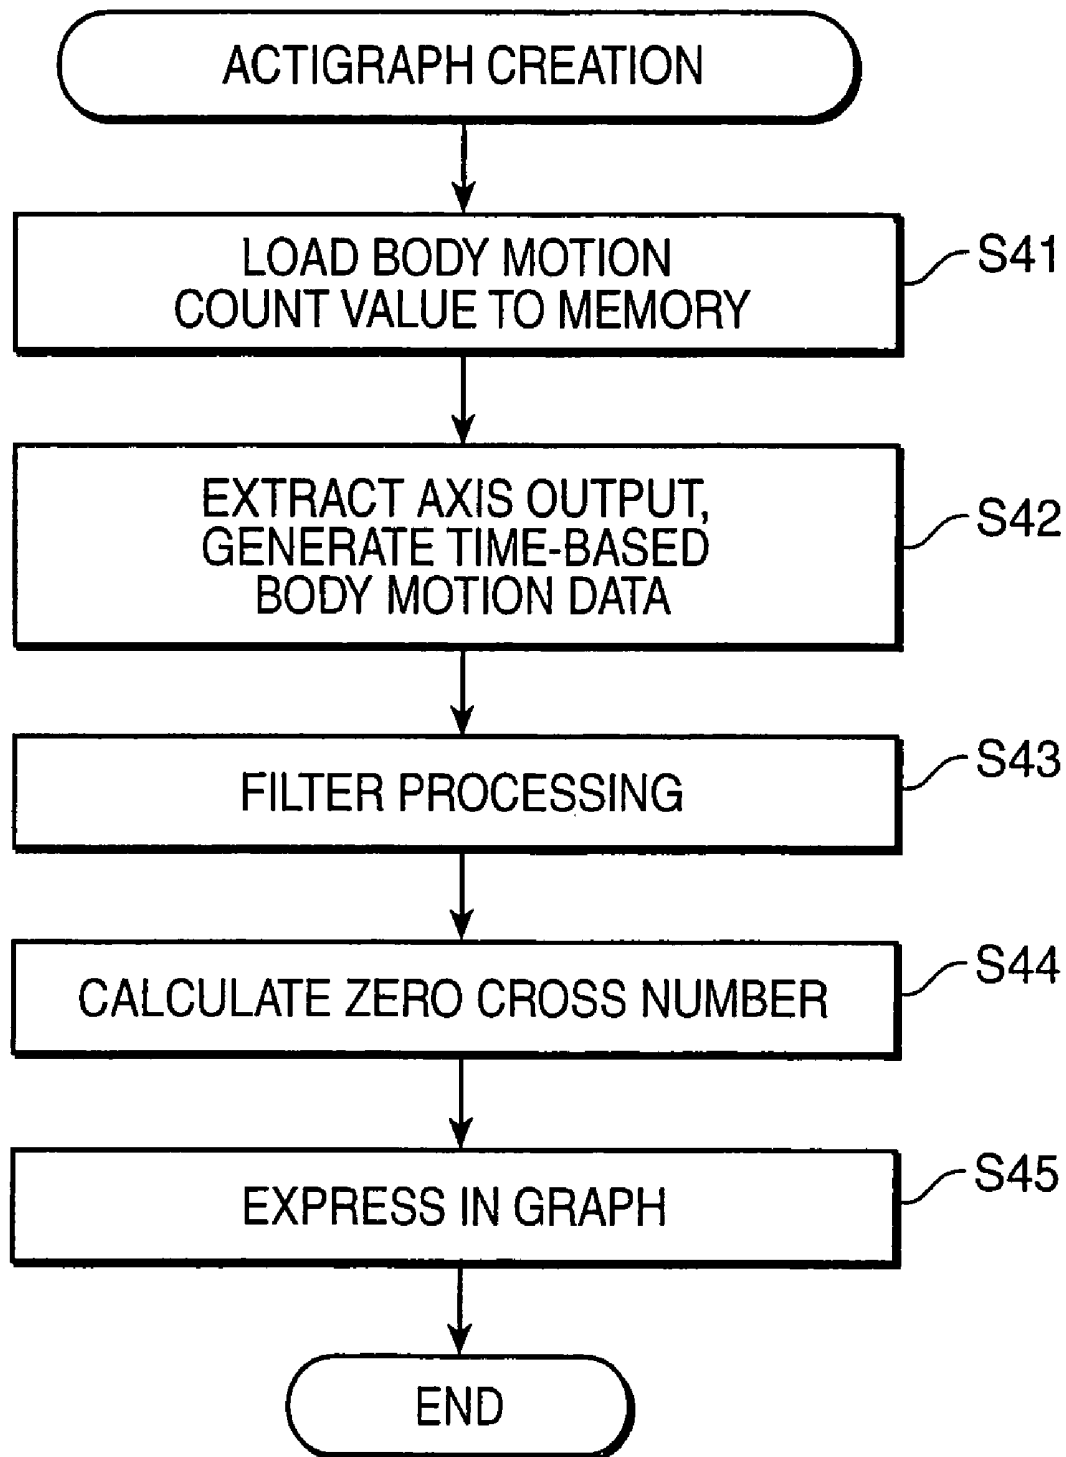 ACTIGRAPH CREATION
LOAD BODY MOTION
COUNT VALUE TO MEMORY
S41
EXTRACT AXIS OUTPUT,
GENERATE TIME-BASED
BODY MOTION DATA
S42
FILTER PROCESSING
S43
CALCULATE ZERO CROSS NUMBER
S44
EXPRESS IN GRAPH
S45
END